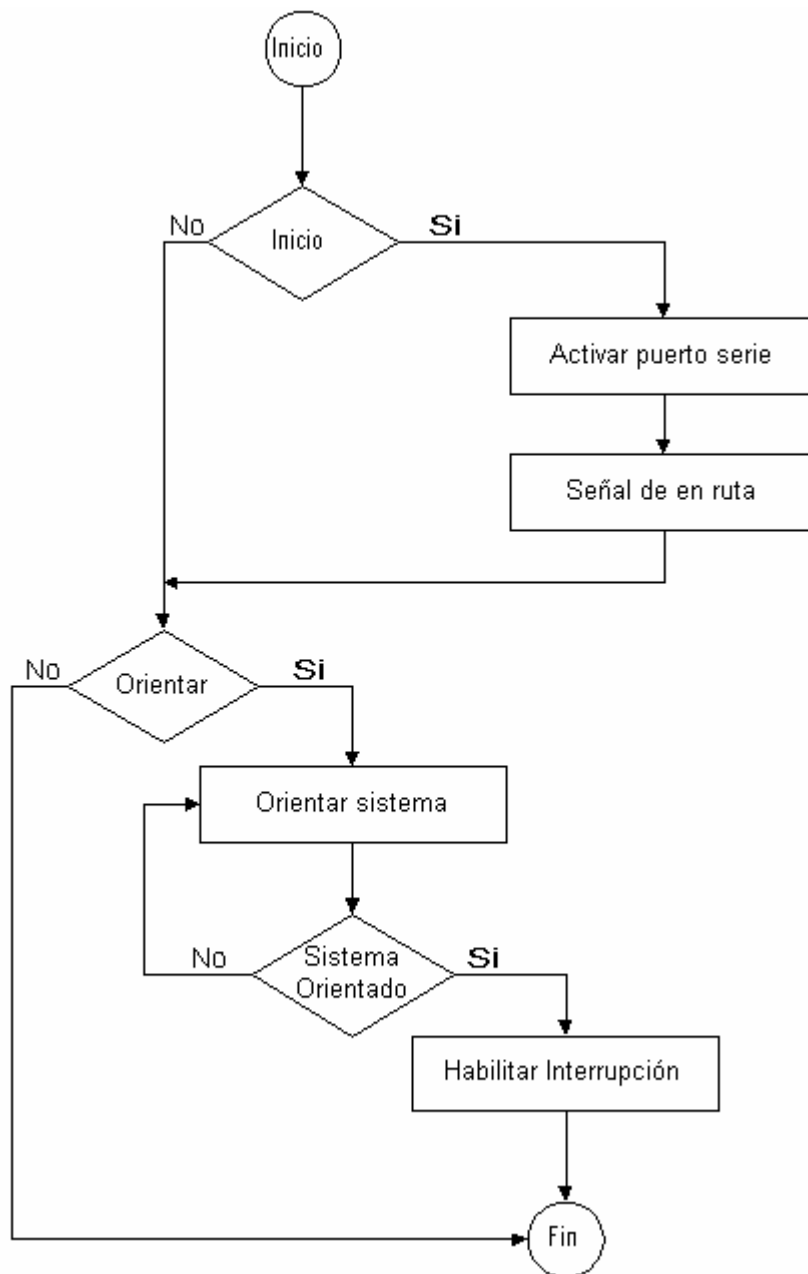 Inicio
No
Inicio
Si
Activar puerto serie
Señal de en ruta
No
Orientar
Si
Orientar sistema
No
Sistema
Orientado
Si
Habilitar Interrupción
Fin